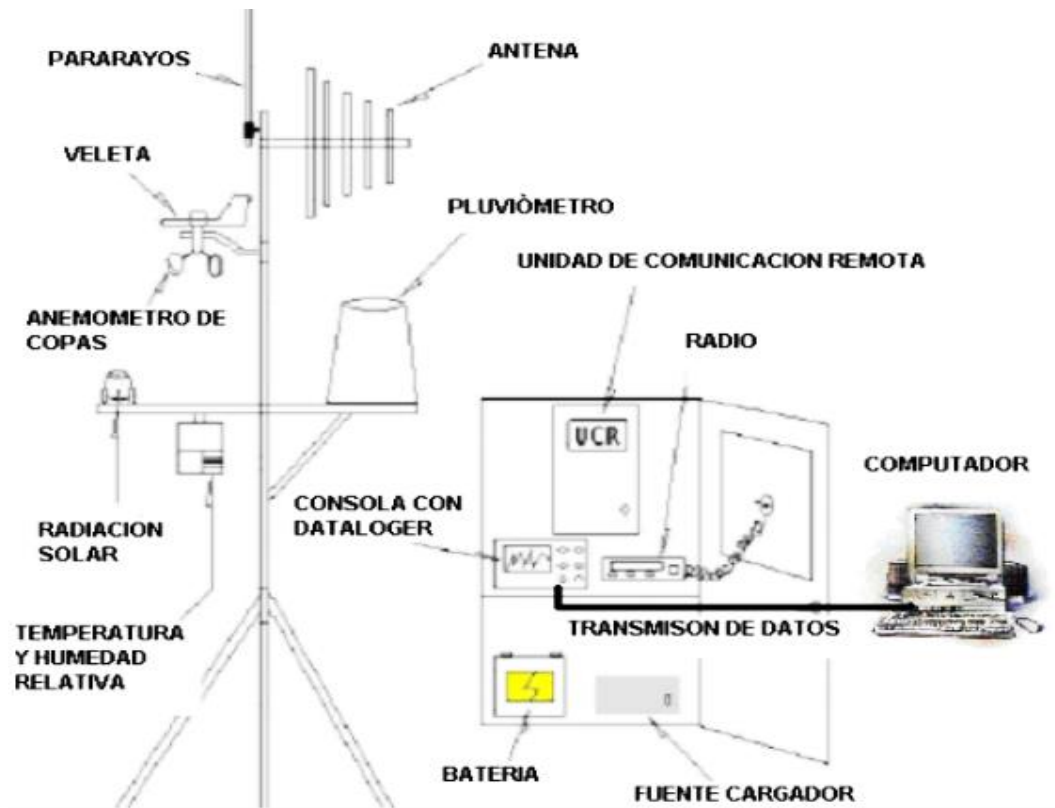 PARARAYOS
ANTENA
VELETA
PLUVIÒMETRO
UNIDAD DE COMUNICACION REMOTA
ANEMOMETRO DE
COPAS
RADIO
UCR
COMPUTADOR
CONSOLA CON
DATALOGER
RADIACION
SOLAR
TRANSMISON DE DATOS
TEMPERATURA
Y HUMEDAD
RELATIVA
BATERIA
FUENTE CARGADOR